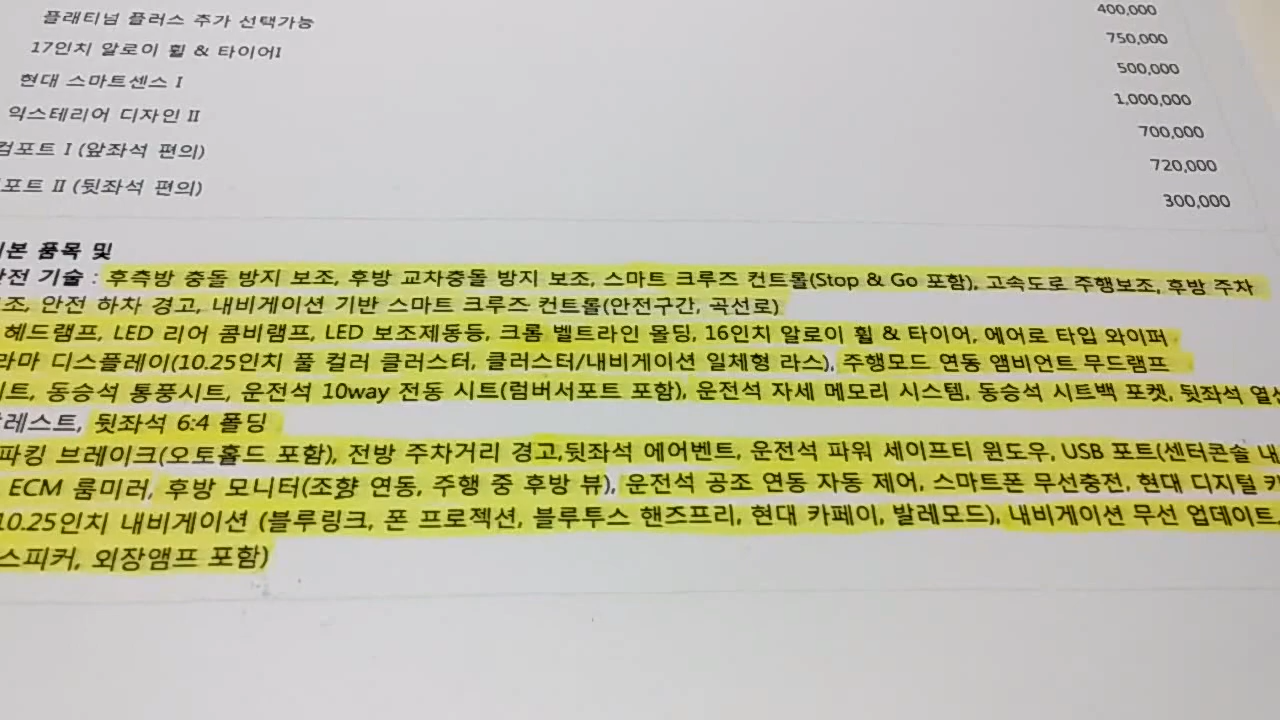 플래티넘 플러스 추가 선택가능
400,000
17인치 알로이 휠 & 타이어I
750,000
현대 스마트센스 I
500,000
익스테리어 디자인 II
1,000,000
컴포트 I (앞좌석 편의)
700,000
포트 II (뒷좌석 편의)
720,000
300,000
본 품목 및
안전 기술 : 후측방 충돌 방지 보조, 후방 교차충돌 방지 보조, 스마트 크루즈 컨트롤(Stop & Go 포함), 고속도로 주행보조, 후방 주차
조, 안전 하차 경고, 내비게이션 기반 스마트 크루즈 컨트롤(안전구간, 곡선로)
헤드램프, LED 리어 콤비램프, LED 보조제동등, 크롬 벨트라인 몰딩, 16인치 알로이 휠 & 타이어, 에어로 타입 와이퍼
라마 디스플레이(10.25인치 풀 컬러 클러스터, 클러스터/내비게이션 일체형 라스), 주행모드 연동 앰비언트 무드램프
시트, 동승석 통풍시트, 운전석 10way 전동 시트(럼버서포트 포함), 운전석 자세 메모리 시스템, 동승석 시트백 포켓, 뒷좌석 열선
레스트, 뒷좌석 6:4 폴딩
파킹 브레이크(오토홀드 포함), 전방 주차거리 경고,뒷좌석 에어벤트, 운전석 파워 세이프티 윈도우, USB 포트(센터콘솔 내
ECM 룸미러, 후방 모니터(조향 연동, 주행 중 후방 뷰), 운전석 공조 연동 자동 제어, 스마트폰 무선충전, 현대 디지털 키
10.25인치 내비게이션 (블루링크, 폰 프로젝션, 블루투스 핸즈프리, 현대 카페이, 발레모드), 내비게이션 무선 업데이트,
스피커, 외장앰프 포함)